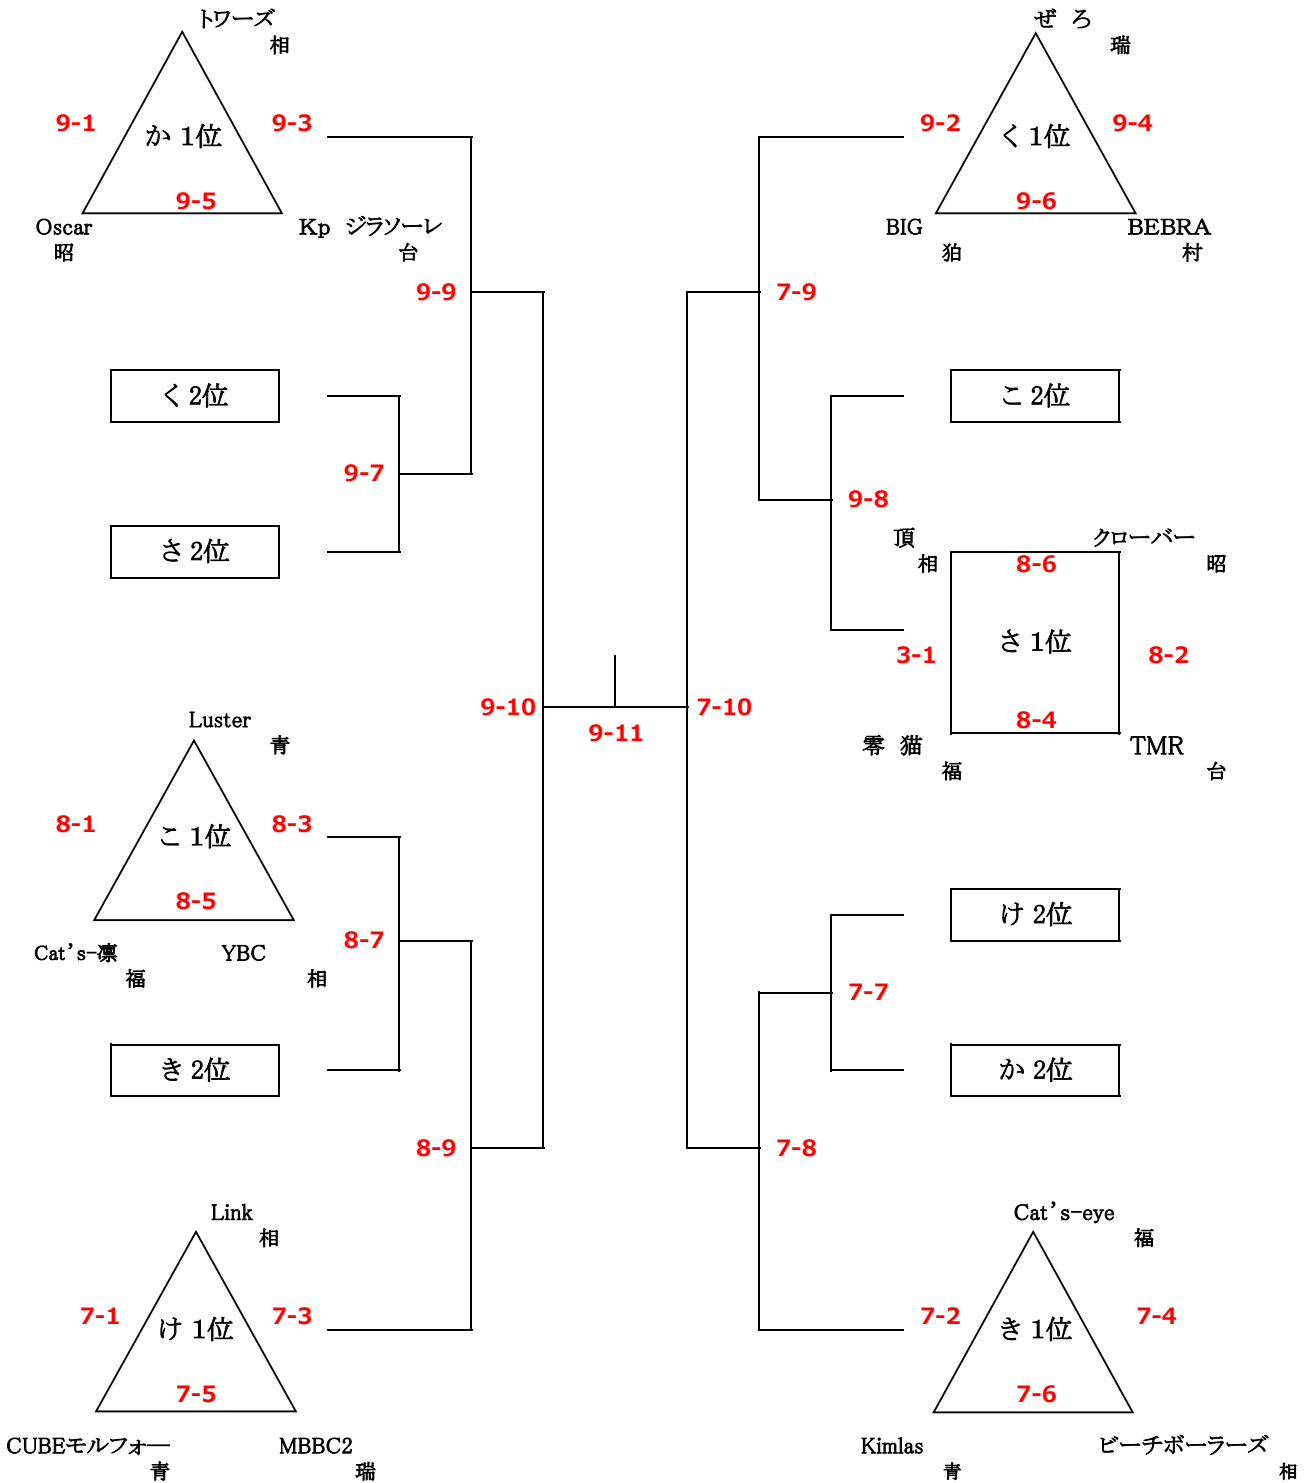 トワーズ
相
ぜ ろ
瑞
9-1
か 1位
9-3
9-2
く 1位
9-4
9-5
9-6
Oscar
昭
Kp ジラソーレ
台
BIG
狛
BEBRA
村
9-9
7-9
く 2位
こ 2位
9-7
9-8
さ 2位
頂
相
クローバー
昭
8-6
3-1
さ 1位
8-2
8-4
零 猫
福
TMR
台
9-10
9-11
7-10
Luster
青
8-1
こ 1位
8-3
8-5
Cat's-凛
福
YBC
相
8-7
け 2位
7-7
き 2位
か 2位
8-9
7-8
Link
相
Cat's-eye
福
7-1
け 1位
7-3
7-2
き 1位
7-4
7-5
7-6
CUBEモルフォー
青
MBBC2
瑞
Kimlas
青
ビーチボーラーズ
相